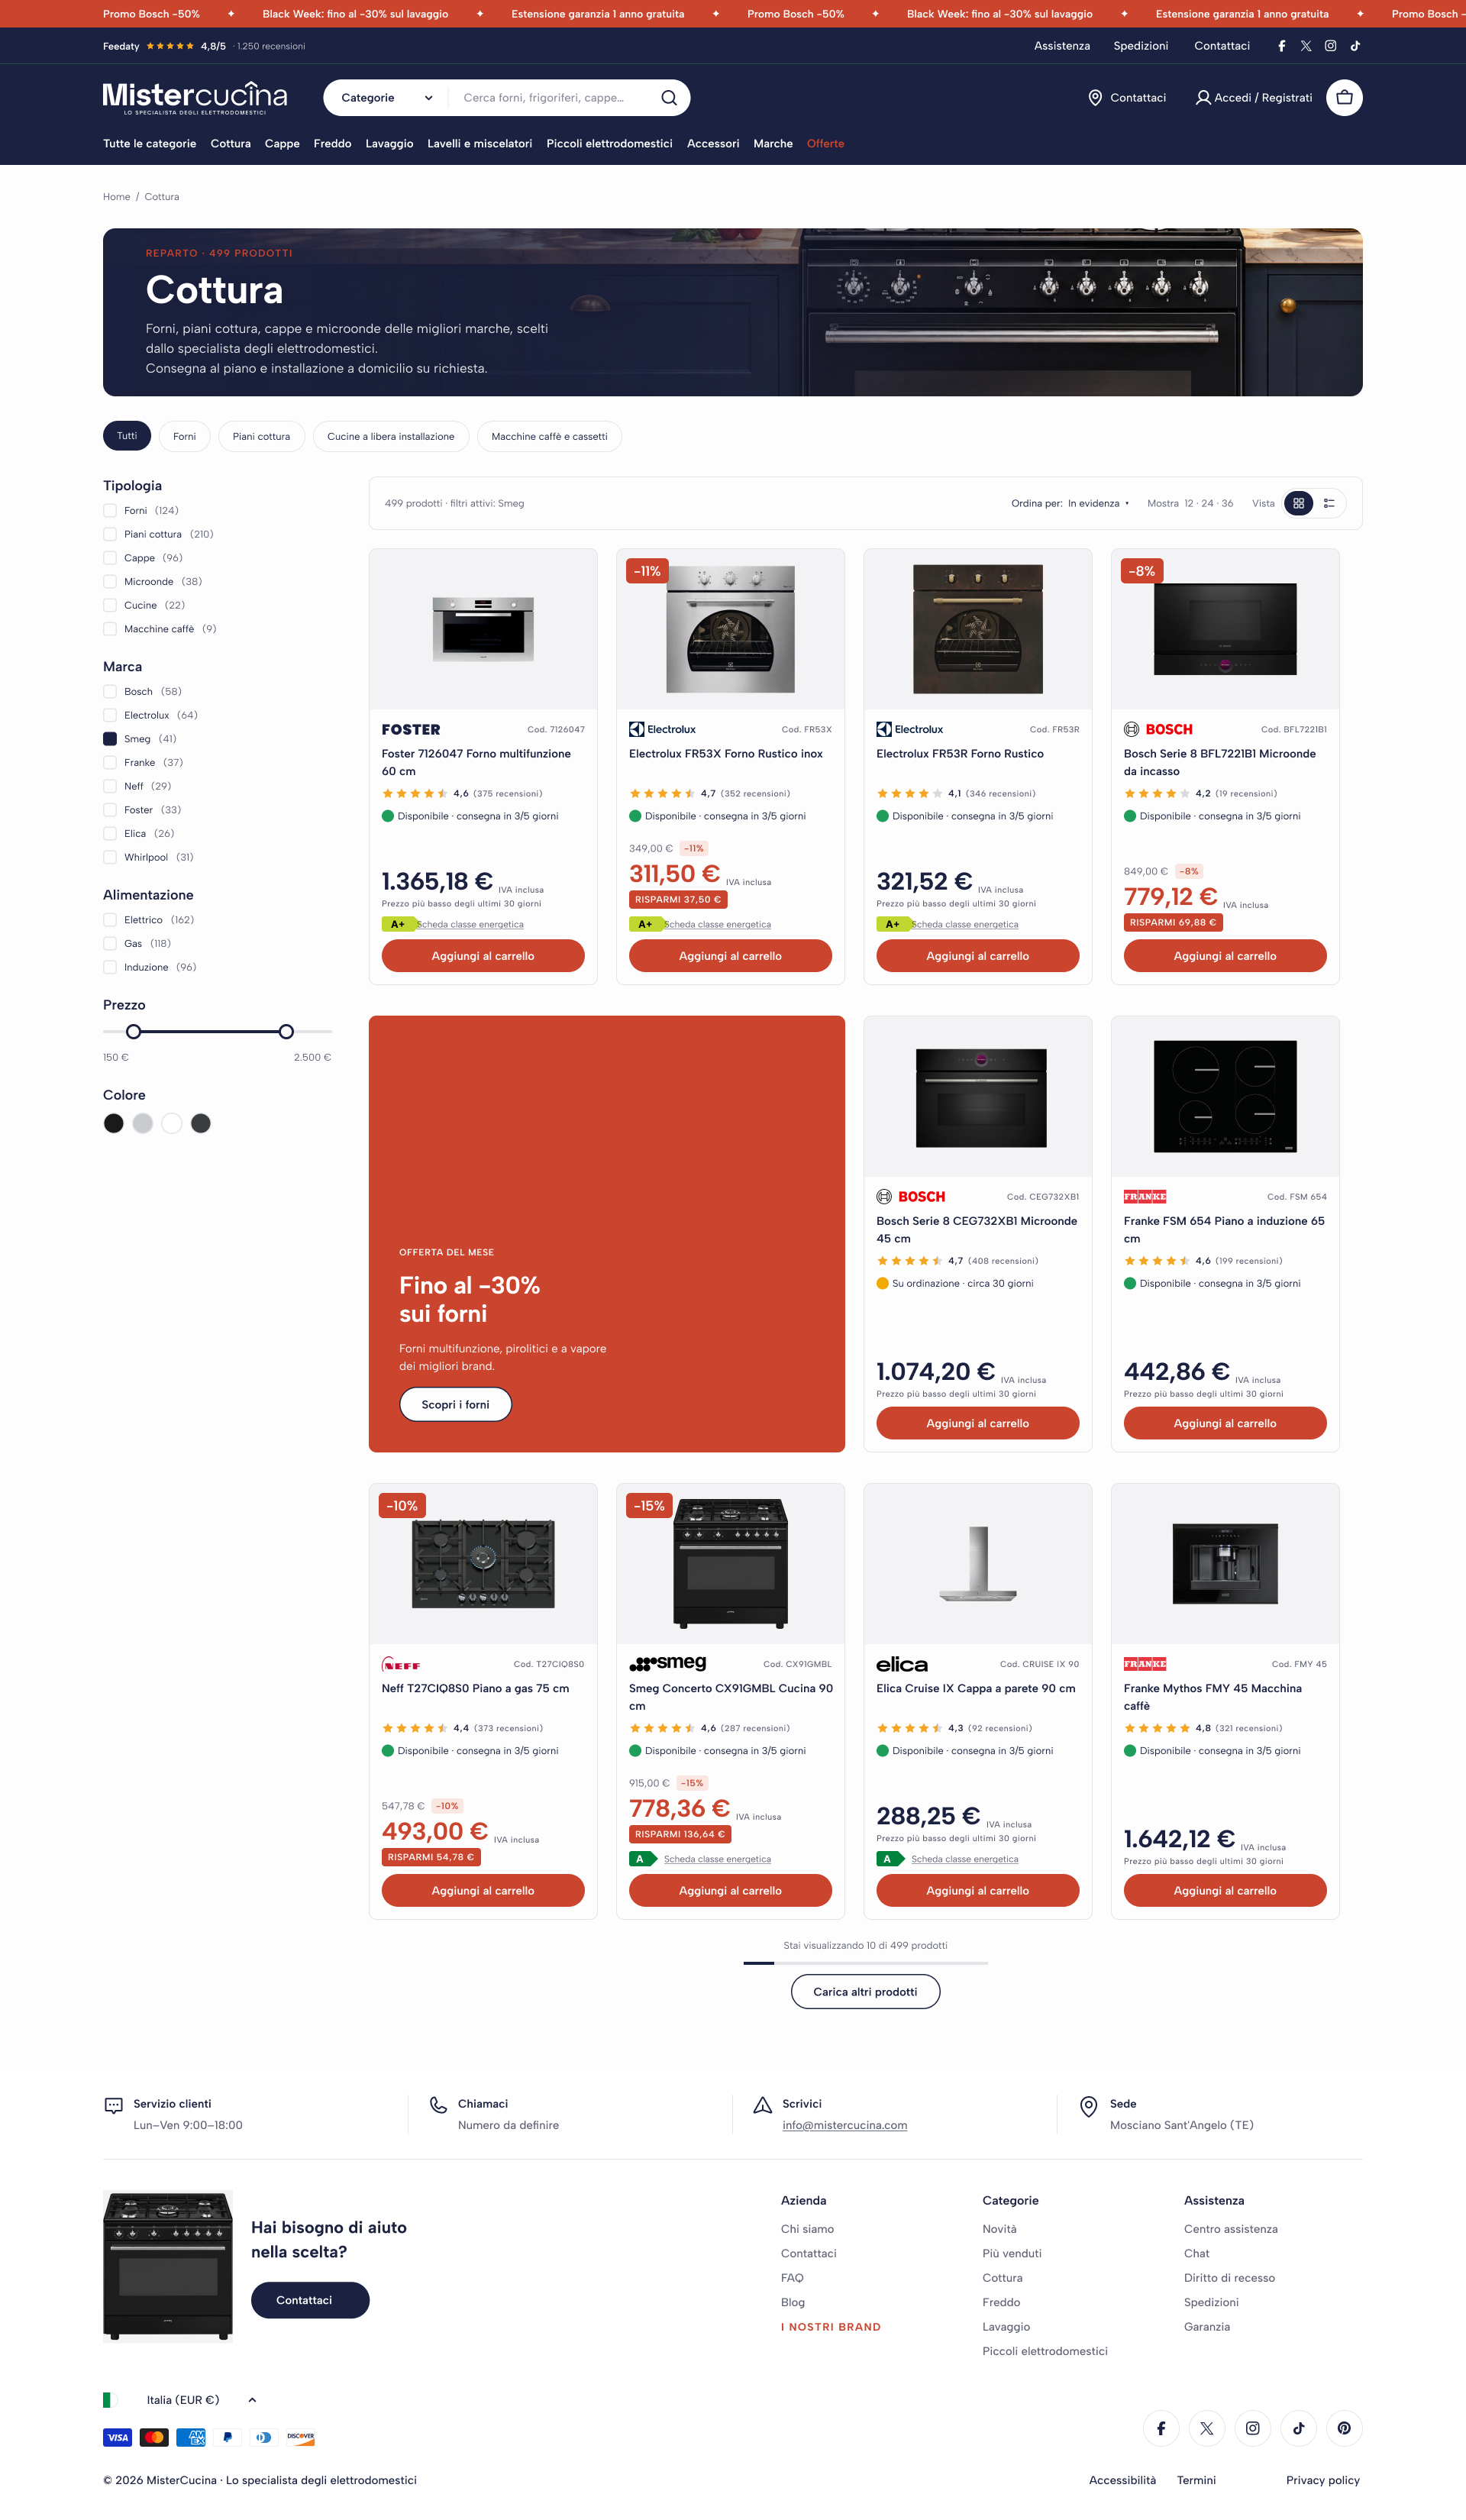 Promo Bosch -50% ✦ Black Week: fino al -30% sul lavaggio ✦ Estensione garanzia 1 anno gratuita ✦ Promo Bosch -50% ✦ Black Week: fino al -30% sul lavaggio ✦ Estensione garanzia 1 anno gratuita ✦ Promo Bosch -
Feedaty ★★★★★ 4,8/5 · 1.250 recensioni
Assistenza Spedizioni Contattaci
Mistercucina
LO SPECIALISTA DEGLI ELETTRODOMESTICI
Categorie Cerca forni, frigoriferi, cappe...
Contattaci Accedi / Registrati
Tutte le categorie Cottura Cappe Freddo Lavaggio Lavelli e miscelatori Piccoli elettrodomestici Accessori Marche Offerte
Home / Cottura
REPARTO · 499 PRODOTTI
Cottura
Forni, piani cottura, cappe e microonde delle migliori marche, scelti
dallo specialista degli elettrodomestici.
Consegna al piano e installazione a domicilio su richiesta.
Tutti Forni Piani cottura Cucine a libera installazione Macchine caffè e cassetti
Tipologia
Forni (124)
Piani cottura (210)
Cappe (96)
Microonde (38)
Cucine (22)
Macchine caffè (9)
Marca
Bosch (58)
Electrolux (64)
Smeg (41)
Franke (37)
Neff (29)
Foster (33)
Elica (26)
Whirlpool (31)
Alimentazione
Elettrico (162)
Gas (118)
Induzione (96)
Prezzo
150 € 2.500 €
Colore
499 prodotti · filtri attivi: Smeg
Ordina per: In evidenza Mostra 12 · 24 · 36 Vista
FOSTER Cod. 7126047
Foster 7126047 Forno multifunzione
60 cm
4,6 (375 recensioni)
Disponibile · consegna in 3/5 giorni
1.365,18 € IVA inclusa
Prezzo più basso degli ultimi 30 giorni
A+ Scheda classe energetica
Aggiungi al carrello
-11%
Electrolux Cod. FR53X
Electrolux FR53X Forno Rustico inox
4,7 (352 recensioni)
Disponibile · consegna in 3/5 giorni
349,00 € -11%
311,50 € IVA inclusa
RISPARMI 37,50 €
A+ Scheda classe energetica
Aggiungi al carrello
Electrolux Cod. FR53R
Electrolux FR53R Forno Rustico
4,1 (346 recensioni)
Disponibile · consegna in 3/5 giorni
321,52 € IVA inclusa
Prezzo più basso degli ultimi 30 giorni
A+ Scheda classe energetica
Aggiungi al carrello
-8%
BOSCH Cod. BFL7221B1
Bosch Serie 8 BFL7221B1 Microonde
da incasso
4,2 (19 recensioni)
Disponibile · consegna in 3/5 giorni
849,00 € -8%
779,12 € IVA inclusa
RISPARMI 69,88 €
Aggiungi al carrello
OFFERTA DEL MESE
Fino al -30%
sui forni
Forni multifunzione, pirolitici e a vapore
dei migliori brand.
Scopri i forni
BOSCH Cod. CEG732XB1
Bosch Serie 8 CEG732XB1 Microonde
45 cm
4,7 (408 recensioni)
Su ordinazione · circa 30 giorni
1.074,20 € IVA inclusa
Prezzo più basso degli ultimi 30 giorni
Aggiungi al carrello
FRANKE Cod. FSM 654
Franke FSM 654 Piano a induzione 65
cm
4,6 (199 recensioni)
Disponibile · consegna in 3/5 giorni
442,86 € IVA inclusa
Prezzo più basso degli ultimi 30 giorni
Aggiungi al carrello
-10%
NEFF Cod. T27CIQ8S0
Neff T27CIQ8S0 Piano a gas 75 cm
4,4 (373 recensioni)
Disponibile · consegna in 3/5 giorni
547,78 € -10%
493,00 € IVA inclusa
RISPARMI 54,78 €
Aggiungi al carrello
-15%
smeg Cod. CX91GMBL
Smeg Concerto CX91GMBL Cucina 90
cm
4,6 (287 recensioni)
Disponibile · consegna in 3/5 giorni
915,00 € -15%
778,36 € IVA inclusa
RISPARMI 136,64 €
A Scheda classe energetica
Aggiungi al carrello
elica Cod. CRUISE IX 90
Elica Cruise IX Cappa a parete 90 cm
4,3 (92 recensioni)
Disponibile · consegna in 3/5 giorni
288,25 € IVA inclusa
Prezzo più basso degli ultimi 30 giorni
A Scheda classe energetica
Aggiungi al carrello
FRANKE Cod. FMY 45
Franke Mythos FMY 45 Macchina
caffè
4,8 (321 recensioni)
Disponibile · consegna in 3/5 giorni
1.642,12 € IVA inclusa
Prezzo più basso degli ultimi 30 giorni
Aggiungi al carrello
Stai visualizzando 10 di 499 prodotti
Carica altri prodotti
Servizio clienti
Lun–Ven 9:00–18:00
Chiamaci
Numero da definire
Scrivici
info@mistercucina.com
Sede
Mosciano Sant'Angelo (TE)
Hai bisogno di aiuto
nella scelta?
Contattaci
Azienda
Chi siamo
Contattaci
FAQ
Blog
I NOSTRI BRAND
Categorie
Novità
Più venduti
Cottura
Freddo
Lavaggio
Piccoli elettrodomestici
Assistenza
Centro assistenza
Chat
Diritto di recesso
Spedizioni
Garanzia
Italia (EUR €)
VISA AMEX DISCOVER
© 2026 MisterCucina · Lo specialista degli elettrodomestici
Accessibilità Termini Privacy policy